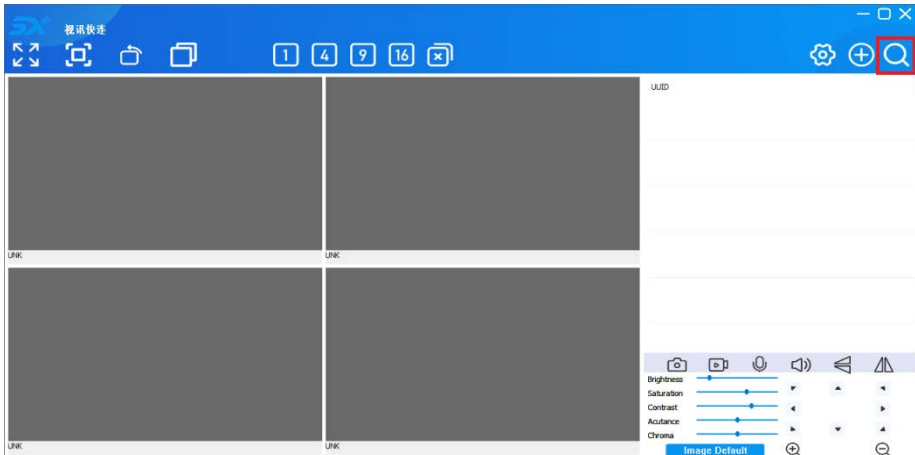 SX 视讯快连
1 4 9 16
UUID
UNK
UNK
UNK
UNK
Brightness
Saturation
Contrast
Acutance
Chroma
Image Default